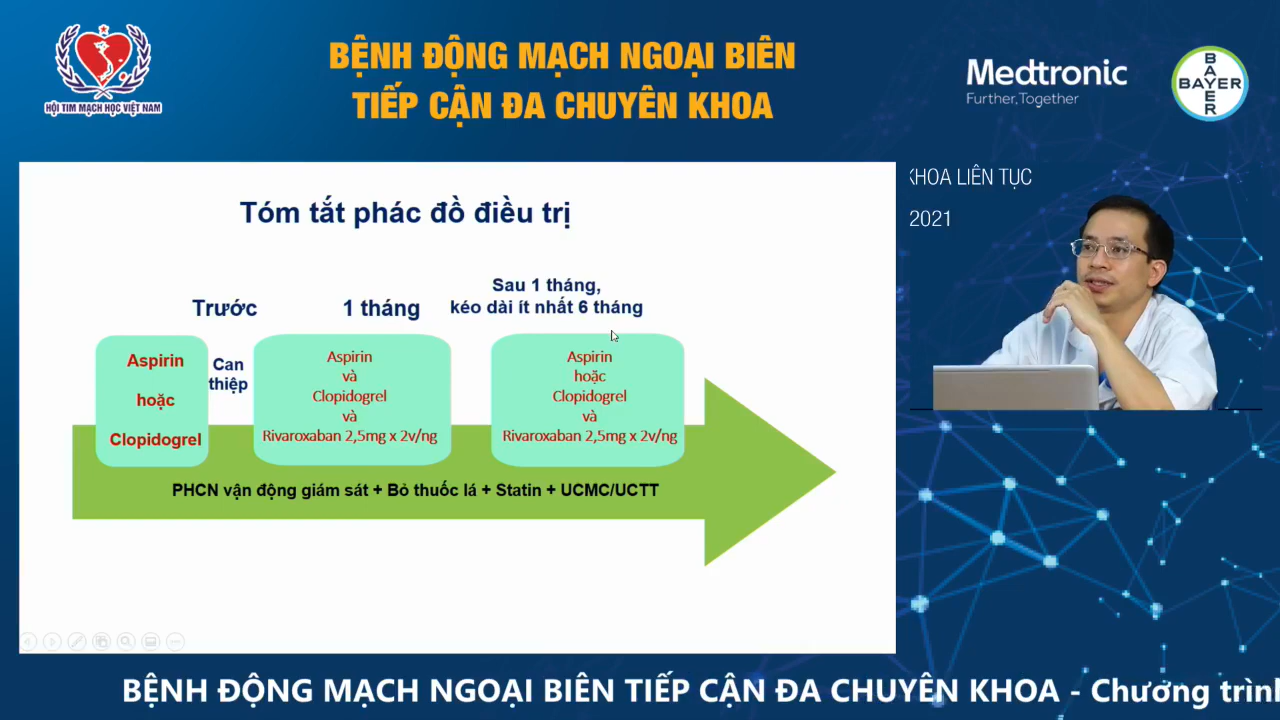 BỆNH ĐỘNG MẠCH NGOẠI BIÊN
TIẾP CẬN ĐA CHUYÊN KHOA
HỘI TIM MẠCH HỌC VIỆT NAM
Medtronic
Further, Together
BAYER
BAYER
KHOA LIÊN TỤC
2021
Tóm tắt phác đồ điều trị
Trước
1 tháng
Sau 1 tháng,
kéo dài ít nhất 6 tháng
Aspirin
hoặc
Clopidogrel
Can
thiệp
Aspirin
và
Clopidogrel
và
Rivaroxaban 2,5mg x 2v/ng
Aspirin
hoặc
Clopidogrel
và
Rivaroxaban 2,5mg x 2v/ng
PHCN vận động giám sát + Bỏ thuốc lá + Statin + UCMC/UCTT
BỆNH ĐỘNG MẠCH NGOẠI BIÊN TIẾP CẬN ĐA CHUYÊN KHOA - Chương trình